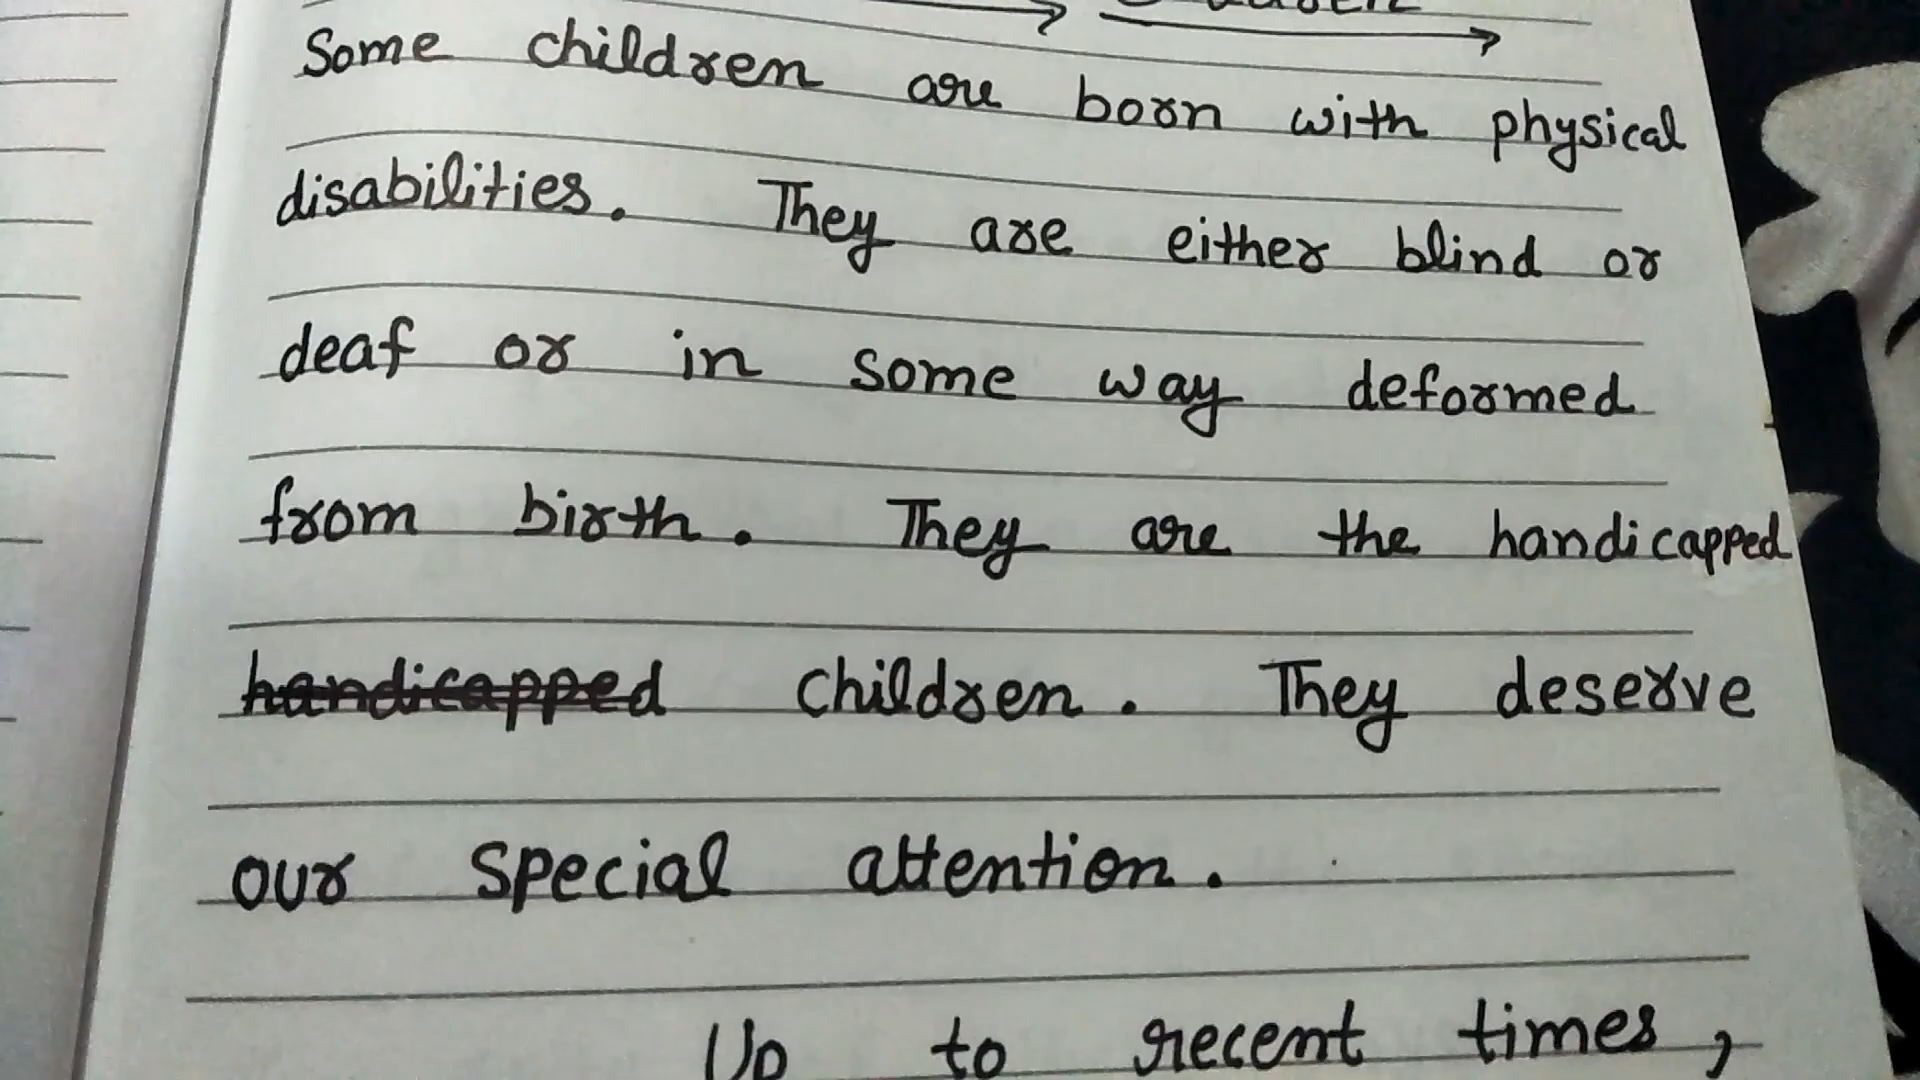 Some children are born with physical
disabilities. They are either blind or
deaf or in some way deformed
from birth. They are the handicapped
handicapped children. They deserve
our special attention.
Up to recent times,